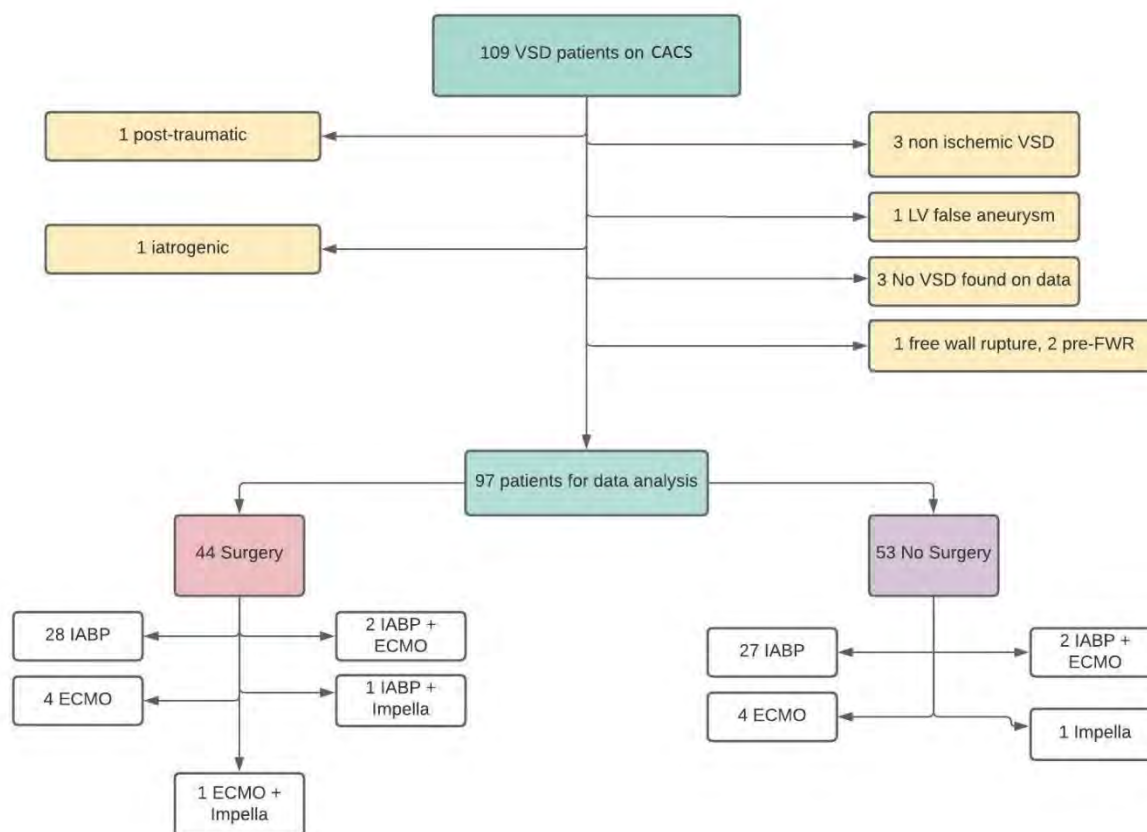 109 VSD patients on CACS
1 post-traumatic
3 non ischemic VSD
1 LV false aneurysm
1 iatrogenic
3 No VSD found on data
1 free wall rupture, 2 pre-FWR
97 patients for data analysis
44 Surgery
53 No Surgery
28 IABP
2 IABP +
ECMO
4 ECMO
1 IABP +
Impella
1 ECMO +
Impella
27 IABP
2 IABP +
ECMO
4 ECMO
1 Impella